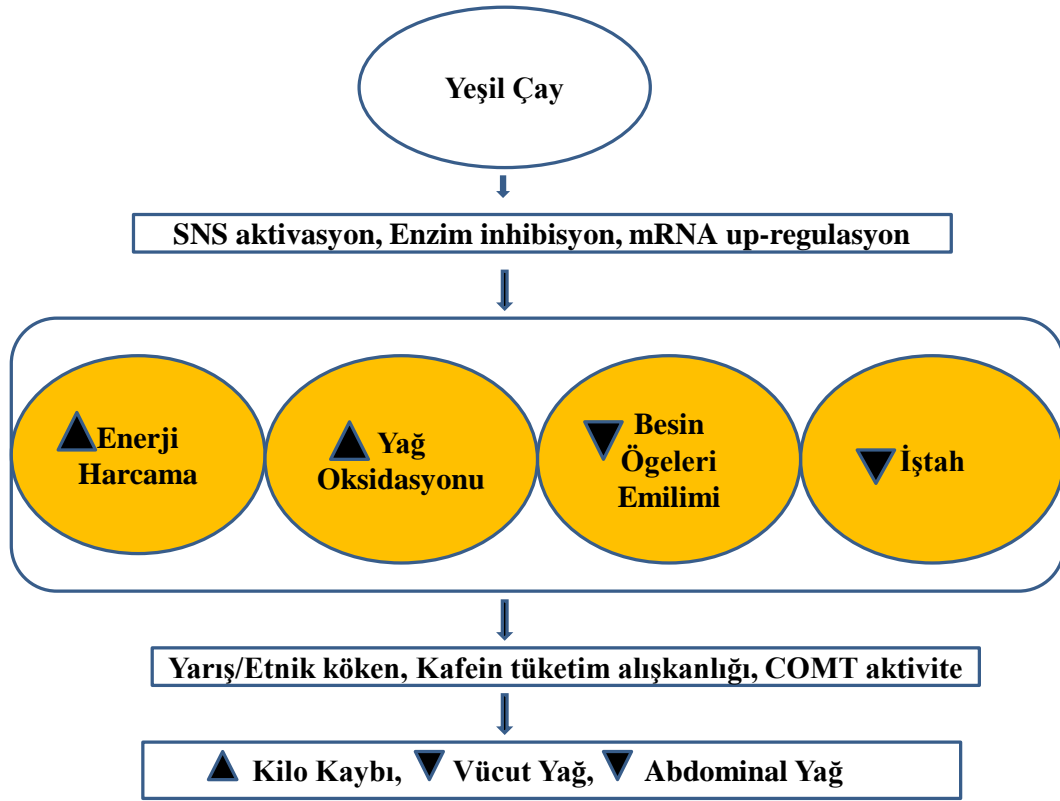 Yeşil Çay
SNS aktivasyon, Enzim inhibisyon, mRNA up-regulasyon
Enerji
Harcama
Yağ
Oksidasyonu
Besin
Ögeleri
Emilimi
İştah
Yarış/Etnik köken, Kafein tüketim alışkanlığı, COMT aktivite
Kilo Kaybı, Vücut Yağ, Abdominal Yağ